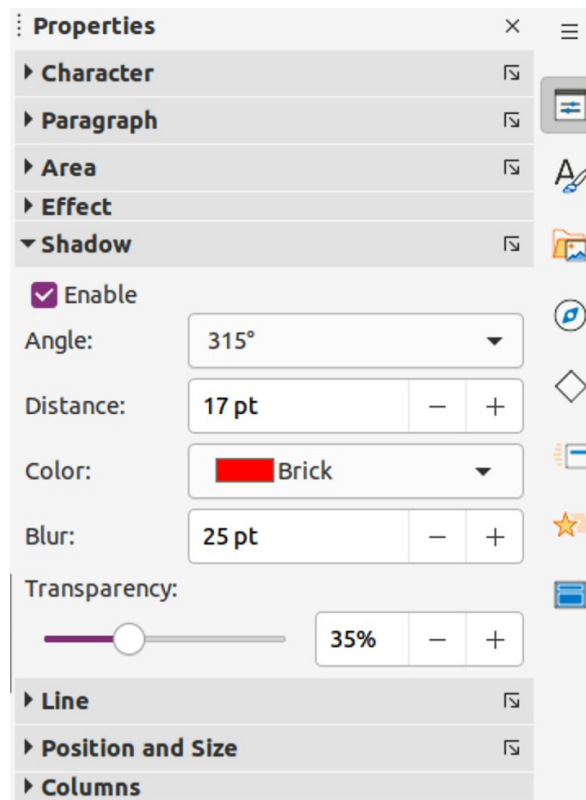 Properties
Character
Paragraph
Area
Effect
Shadow
Enable
Angle: 315°
Distance: 17 pt
Color: Brick
Blur: 25 pt
Transparency:
35%
Line
Position and Size
Columns